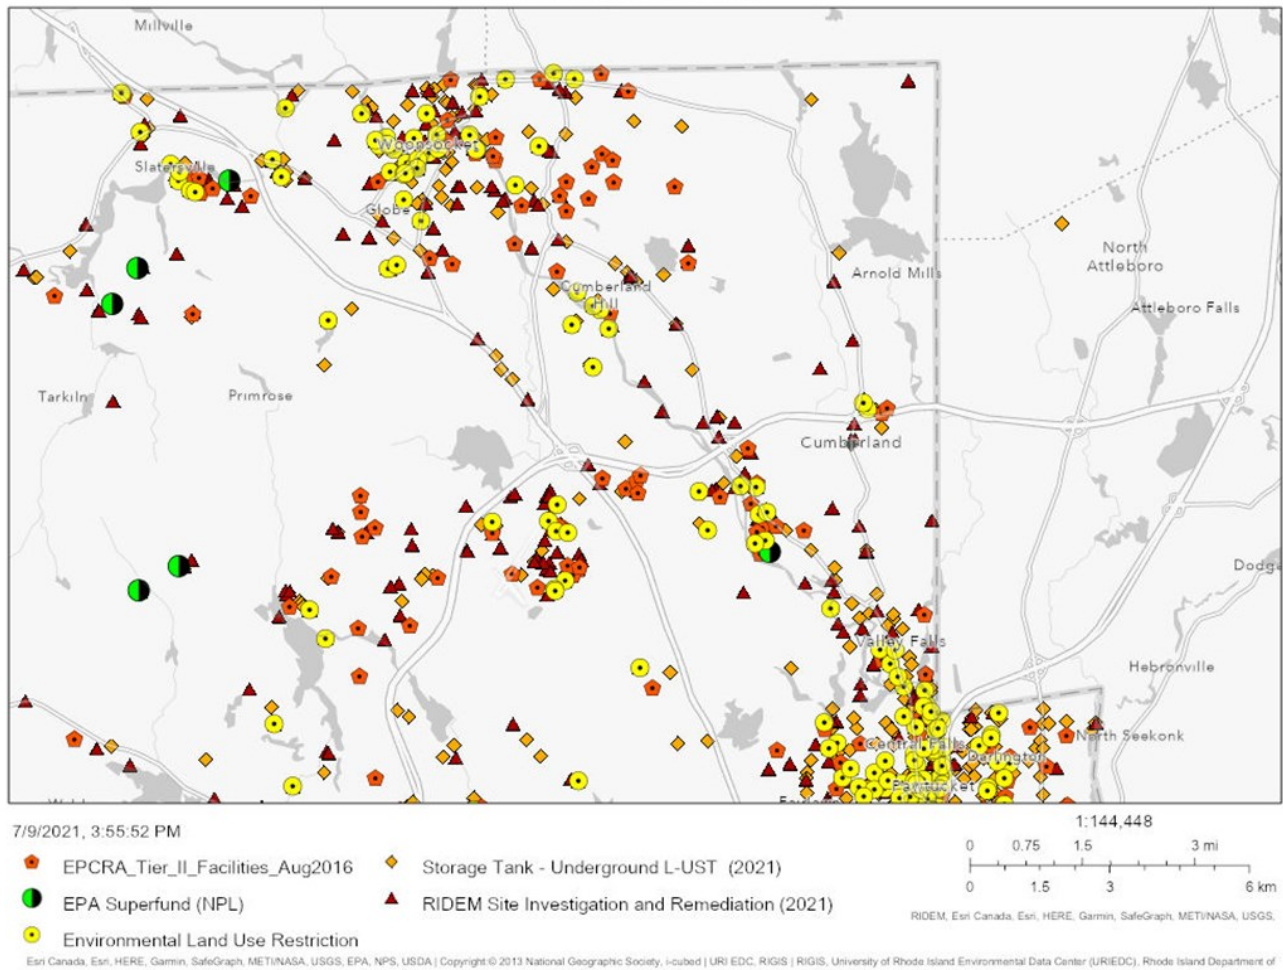 Millville
Woonsocket
Slatersville
Globe
North
Attleboro
Arnold Mills
Cumberland
Hill
Attleboro Falls
Tarkiln
Primrose
Cumberland
Dodg
Valley Falls
Hebronville
Central Falls
North Seekonk
Darlington
Pawtucket
7/9/2021, 3:55:52 PM
EPCRA_Tier_II_Facilities_Aug2016
EPA Superfund (NPL)
Environmental Land Use Restriction
Storage Tank - Underground L-UST (2021)
RIDEM Site Investigation and Remediation (2021)
1:144,448
0 0.75 1.5 3 mi
0 1.5 3 6 km
RIDEM, Esri Canada, Esri, HERE, Garmin, SafeGraph, METI/NASA, USGS,
Esri Canada, Esri, HERE, Garmin, SafeGraph, METI/NASA, USGS, EPA, NPS, USDA | Copyright:© 2013 National Geographic Society, i-cubed | URI EDC, RIGIS | RIGIS, University of Rhode Island Environmental Data Center (URIEDC), Rhode Island Department of